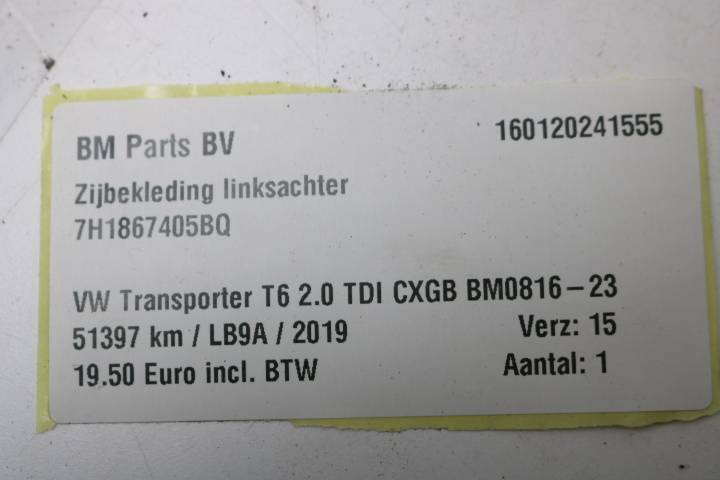 BM Parts BV 160120241555
Zijbekleding linksachter
7H1867405BQ
VW Transporter T6 2.0 TDI CXGB BM0816-23
51397 km / LB9A / 2019 Verz: 15
19.50 Euro incl. BTW Aantal: 1